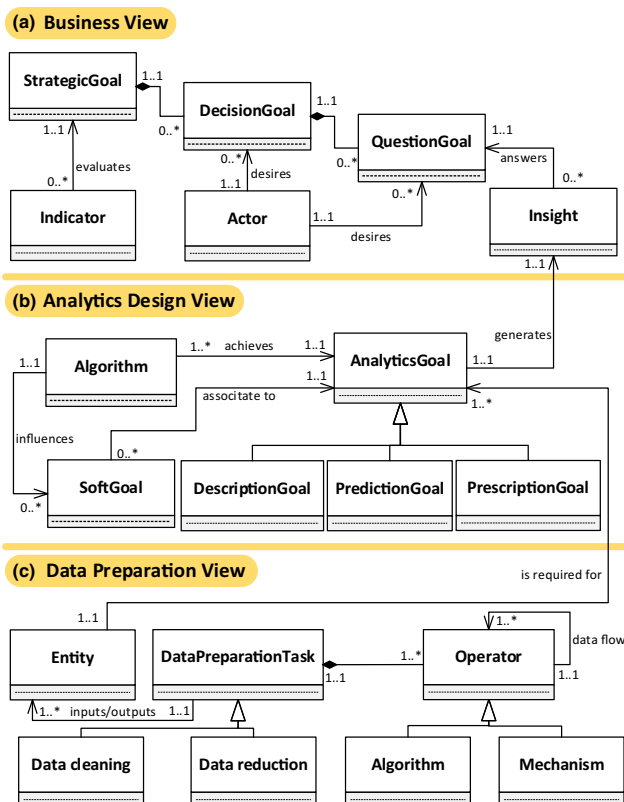 (a) Business View
StrategicGoal
1..1
0..*
DecisionGoal
1..1
0..*
QuestionGoal
1..1
answers
0..*
1..1
evaluates
0..*
0..*
desires
1..1
0..*
1..1
desires
Indicator
Actor
Insight
1..1
(b) Analytics Design View
generates
Algorithm
1..*
achieves
1..1
AnalyticsGoal
1..1
1..1
1..1
associtate to
1..*
influences
0..*
0..*
SoftGoal
DescriptionGoal
PredictionGoal
PrescriptionGoal
(c) Data Preparation View
is required for
1..1
Entity
DataPreparationTask
1..1
1..*
Operator
1..*
data flow
1..1
1..*
inputs/outputs
1..1
Data cleaning
Data reduction
Algorithm
Mechanism